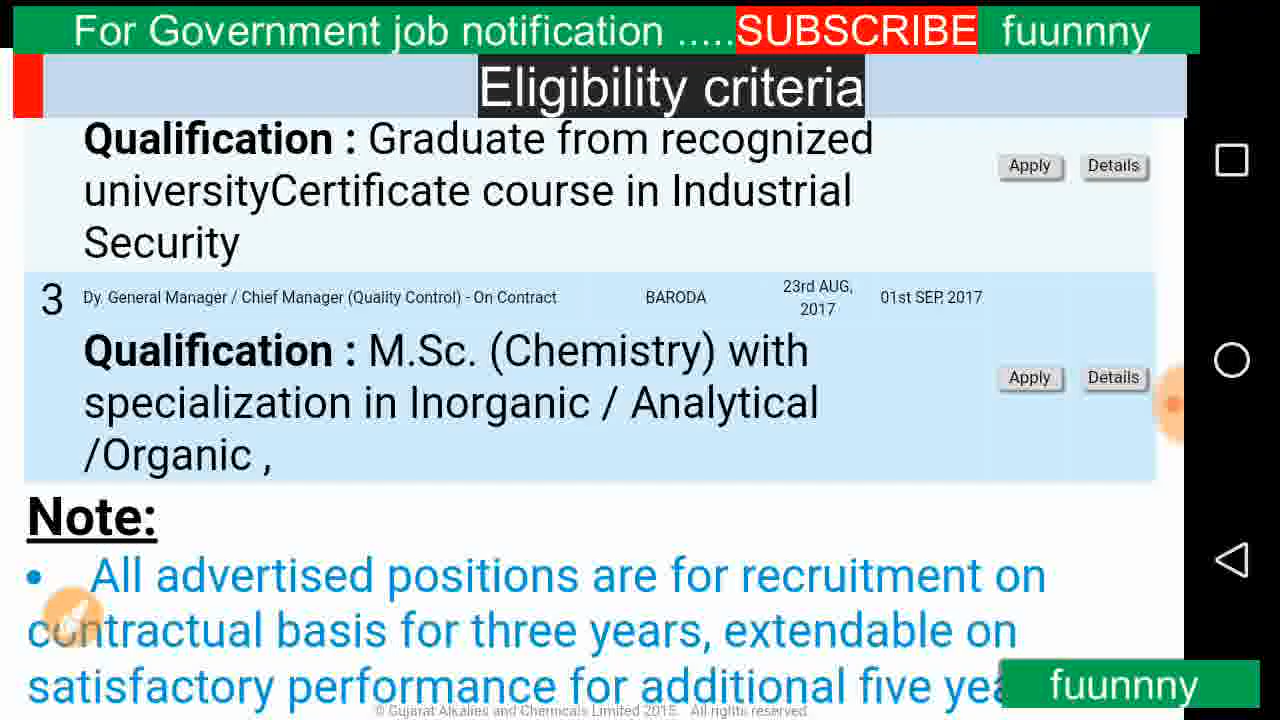 For Government job notification .....SUBSCRIBE fuunnny
Eligibility criteria
Qualification : Graduate from recognized
universityCertificate course in Industrial
Security
Apply Details
3 Dy. General Manager / Chief Manager (Quality Control) - On Contract BARODA 23rd AUG, 2017 01st SEP, 2017
Qualification : M.Sc. (Chemistry) with
specialization in Inorganic / Analytical
/Organic ,
Apply Details
Note:
• All advertised positions are for recruitment on
contractual basis for three years, extendable on
satisfactory performance for additional five
fuunnny
© Gujarat Alkalies and Chemicals Limited 2015. All rights reserved.